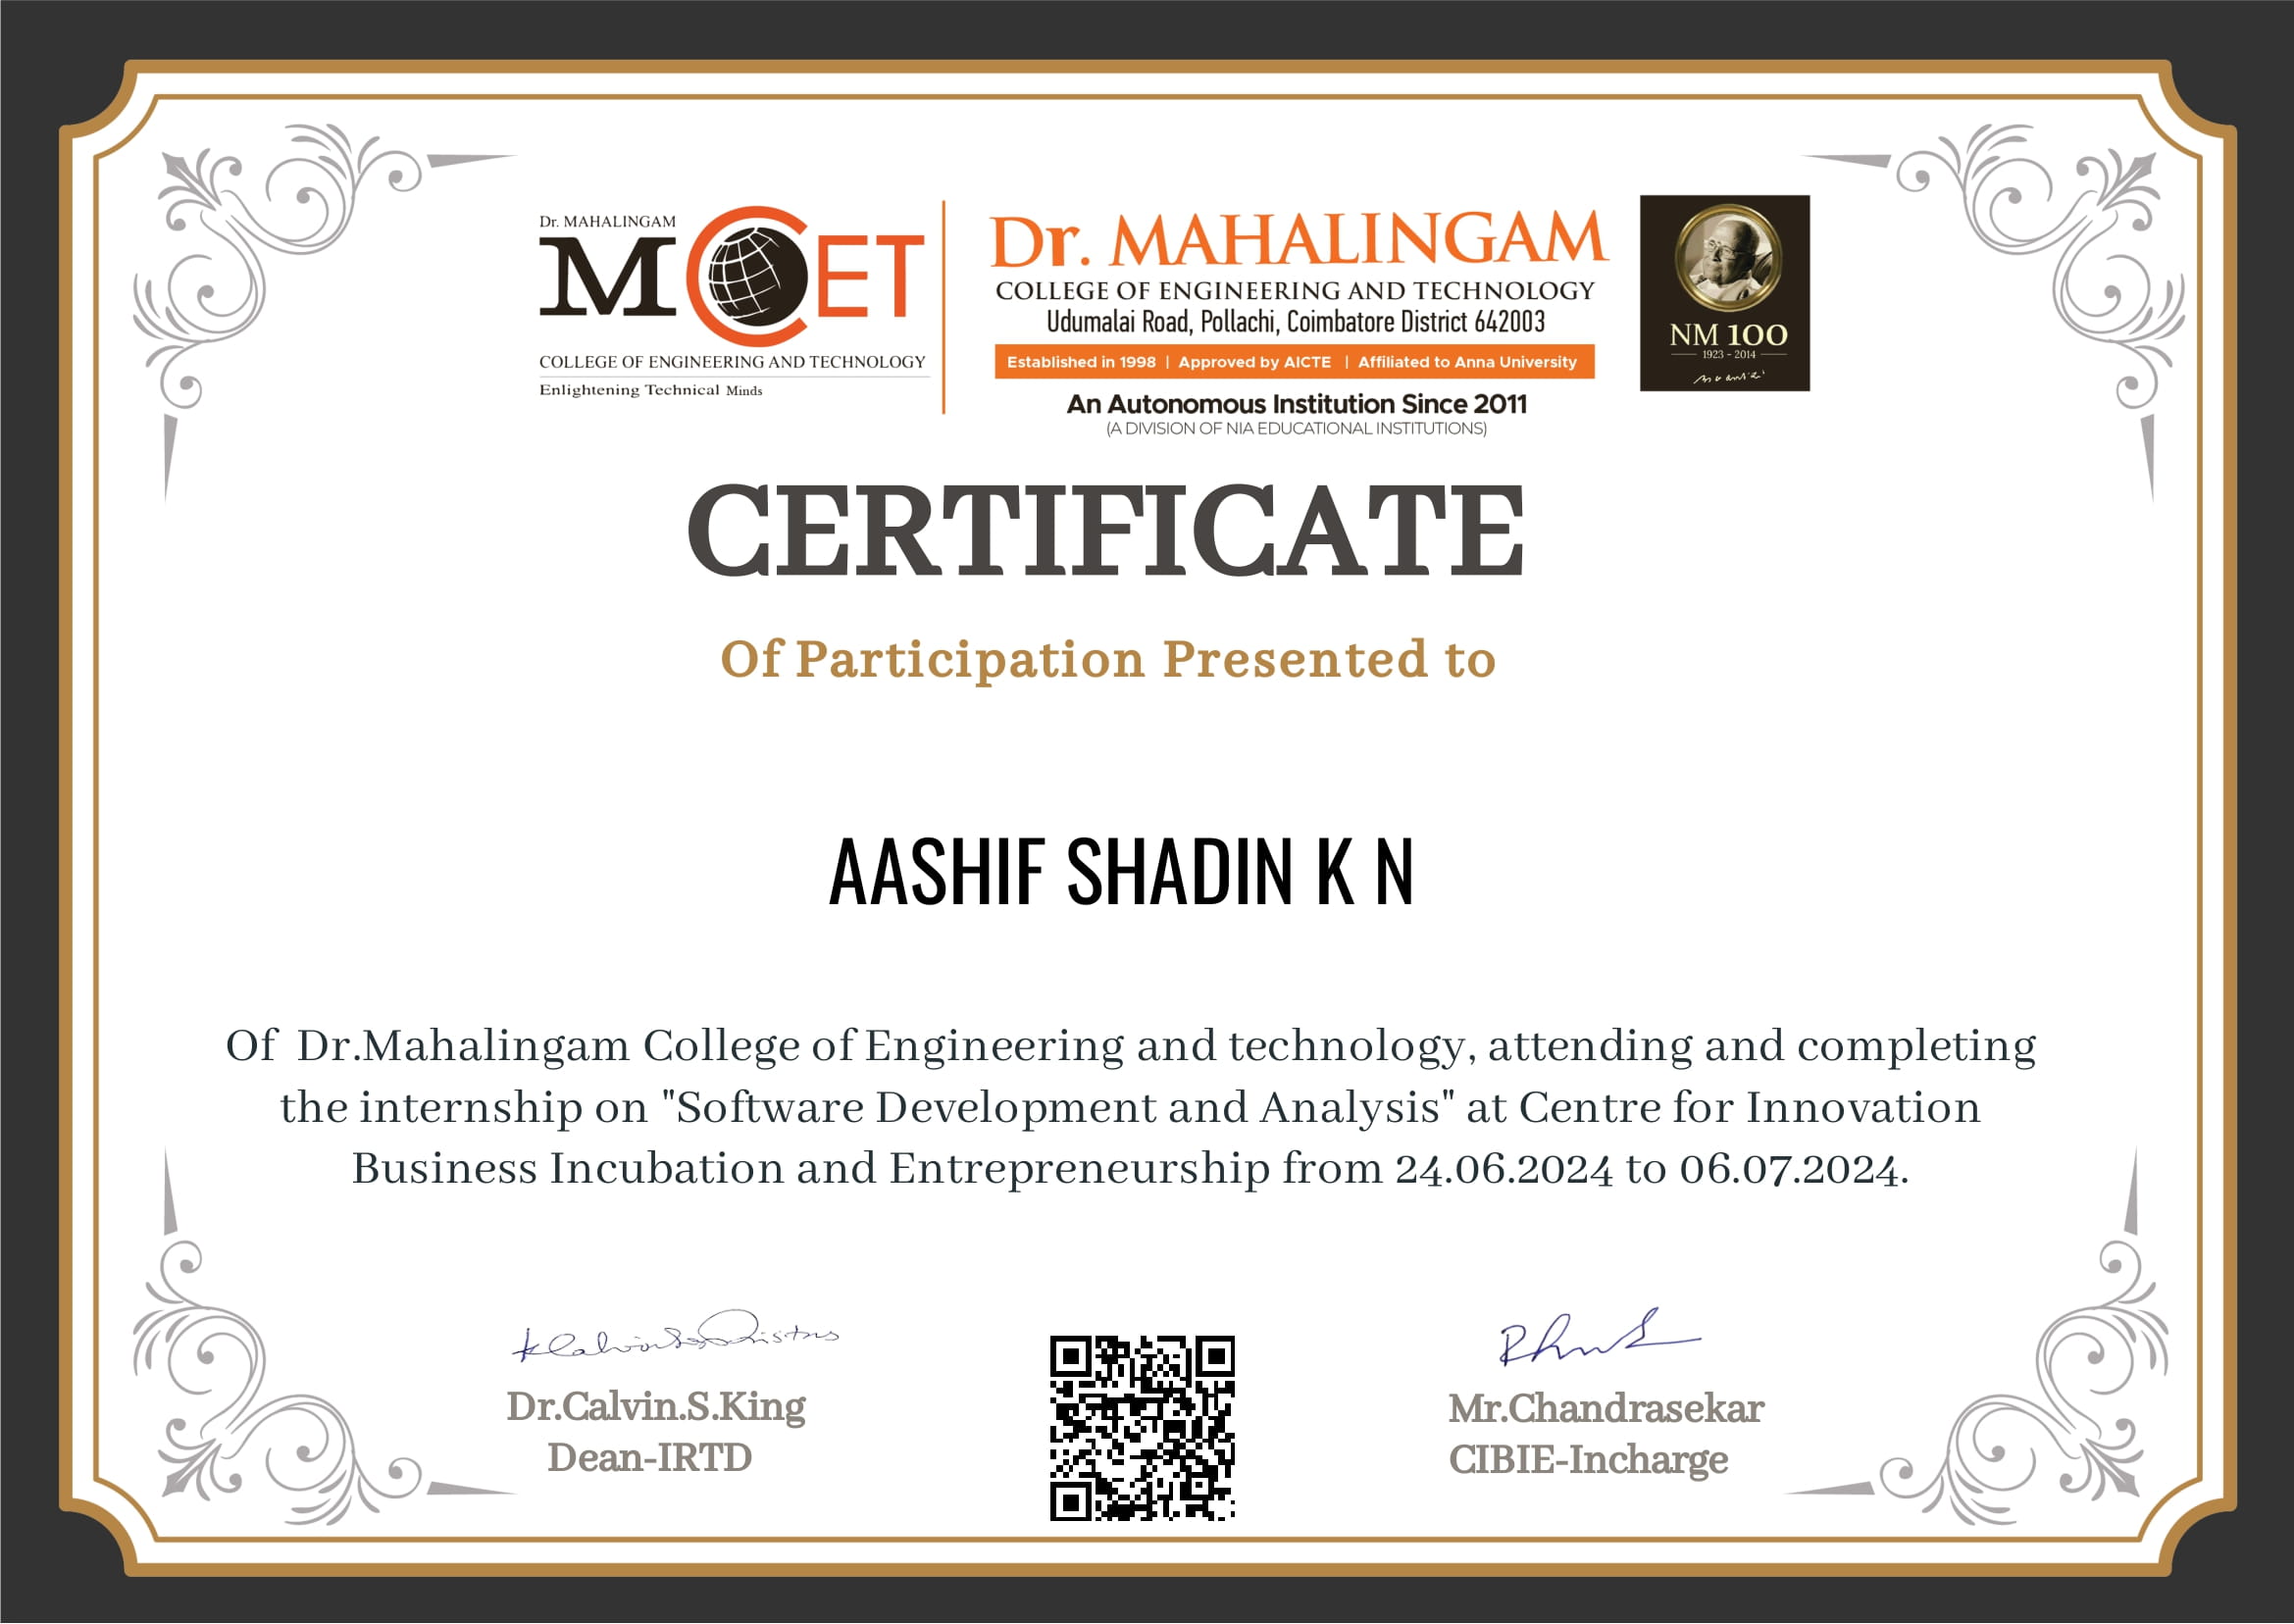 Dr. MAHALINGAM
MCET
COLLEGE OF ENGINEERING AND TECHNOLOGY
Enlightening Technical Minds
Dr. MAHALINGAM
COLLEGE OF ENGINEERING AND TECHNOLOGY
Udumalai Road, Pollachi, Coimbatore District 642003
Established in 1998 | Approved by AICTE | Affiliated to Anna University
An Autonomous Institution Since 2011
(A DIVISION OF NIA EDUCATIONAL INSTITUTIONS)
NM 100
1923 - 2014
CERTIFICATE
Of Participation Presented to
AASHIF SHADIN K N
Of Dr.Mahalingam College of Engineering and technology, attending and completing
the internship on "Software Development and Analysis" at Centre for Innovation
Business Incubation and Entrepreneurship from 24.06.2024 to 06.07.2024.
Dr.Calvin.S.King
Dean-IRTD
Mr.Chandrasekar
CIBIE-Incharge